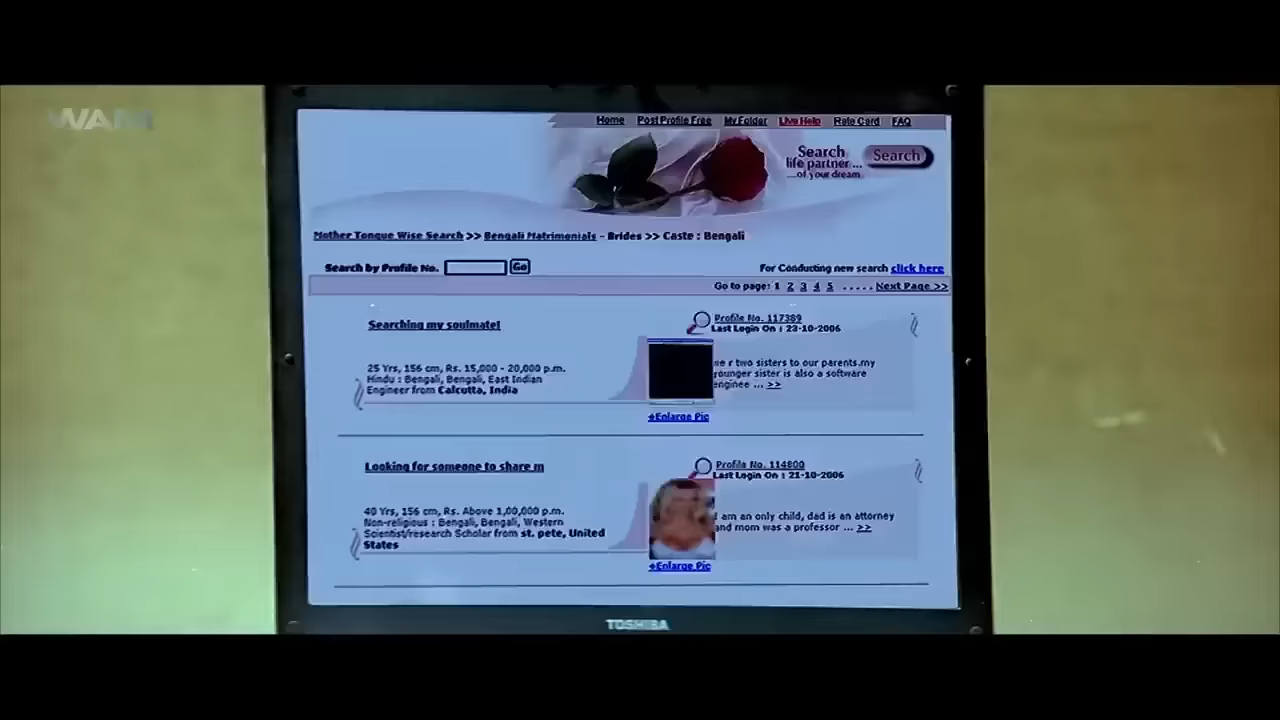 WAM
Home Post Profile Free My Folder Live Help Rate Card FAQ
Search
life partner ...
...of your dream
Search
Mother Tongue Wise Search >> Bengali Matrimonials - Brides >> Caste : Bengali
Search by Profile No. Go
For Conducting new search click here
Go to page: 1 2 3 4 5 ..... Next Page >>
Searching my soulmate!
Profile No. 117389
Last Login On : 23-10-2006
25 Yrs, 156 cm, Rs. 15,000 - 20,000 p.m.
Hindu : Bengali, Bengali, East Indian
Engineer from Calcutta, India
we r two sisters to our parents.my
younger sister is also a software
enginee ... >>
+Enlarge Pic
Looking for someone to share m
Profile No. 114800
Last Login On : 21-10-2006
40 Yrs, 156 cm, Rs. Above 1,00,000 p.m.
Non-religious : Bengali, Bengali, Western
Scientist/research Scholar from st. pete, United
States
I am an only child, dad is an attorney
and mom was a professor ... >>
+Enlarge Pic
TOSHIBA